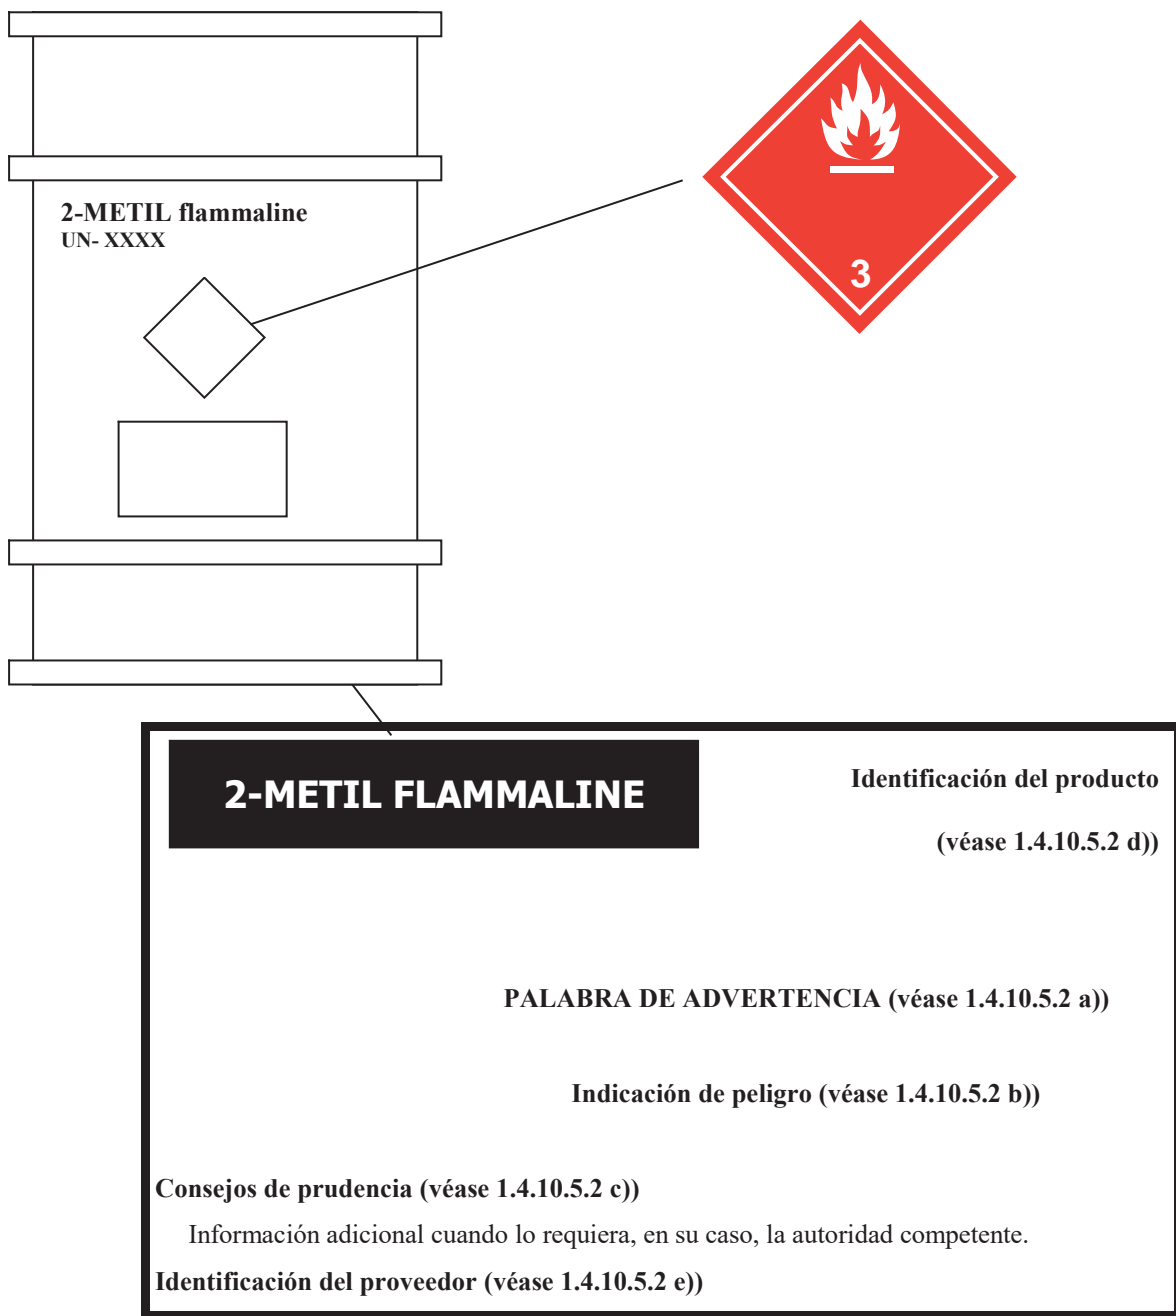 2-METIL flammaline
UN- XXXX
3
2-METIL FLAMMALINE
Identificación del producto
(véase 1.4.10.5.2 d))
PALABRA DE ADVERTENCIA (véase 1.4.10.5.2 a))
Indicación de peligro (véase 1.4.10.5.2 b))
Consejos de prudencia (véase 1.4.10.5.2 c))
Información adicional cuando lo requiera, en su caso, la autoridad competente.
Identificación del proveedor (véase 1.4.10.5.2 e))